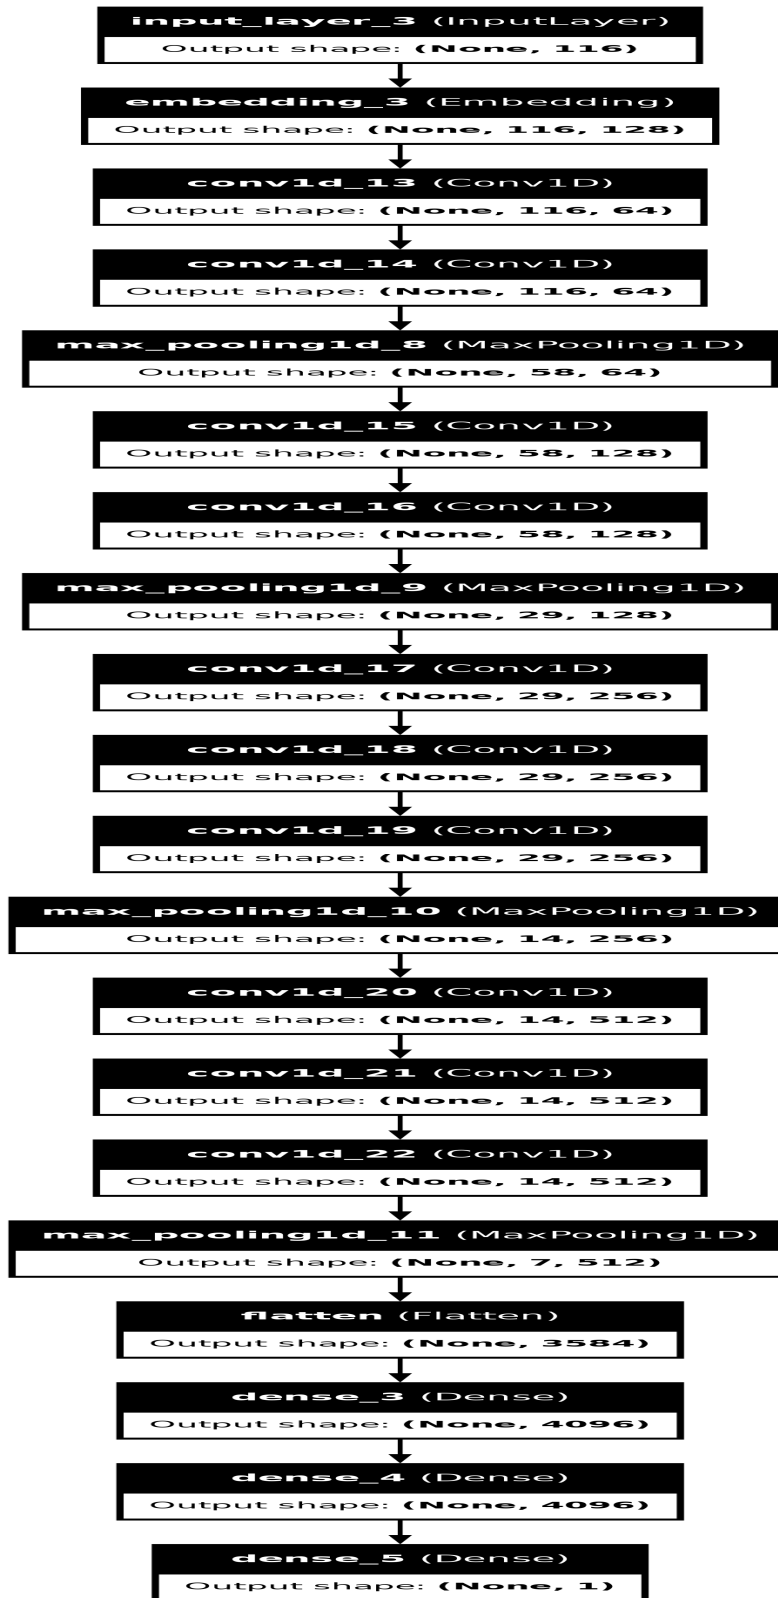 input_layer_3 (InputLayer)
Output shape: (None, 116)
embedding_3 (Embedding)
Output shape: (None, 116, 128)
conv1d_13 (Conv1D)
Output shape: (None, 116, 64)
conv1d_14 (Conv1D)
Output shape: (None, 116, 64)
max_pooling1d_8 (MaxPooling1D)
Output shape: (None, 58, 64)
conv1d_15 (Conv1D)
Output shape: (None, 58, 128)
conv1d_16 (Conv1D)
Output shape: (None, 58, 128)
max_pooling1d_9 (MaxPooling1D)
Output shape: (None, 29, 128)
conv1d_17 (Conv1D)
Output shape: (None, 29, 256)
conv1d_18 (Conv1D)
Output shape: (None, 29, 256)
conv1d_19 (Conv1D)
Output shape: (None, 29, 256)
max_pooling1d_10 (MaxPooling1D)
Output shape: (None, 14, 256)
conv1d_20 (Conv1D)
Output shape: (None, 14, 512)
conv1d_21 (Conv1D)
Output shape: (None, 14, 512)
conv1d_22 (Conv1D)
Output shape: (None, 14, 512)
max_pooling1d_11 (MaxPooling1D)
Output shape: (None, 7, 512)
flatten (Flatten)
Output shape: (None, 3584)
dense_3 (Dense)
Output shape: (None, 4096)
dense_4 (Dense)
Output shape: (None, 4096)
dense_5 (Dense)
Output shape: (None, 1)